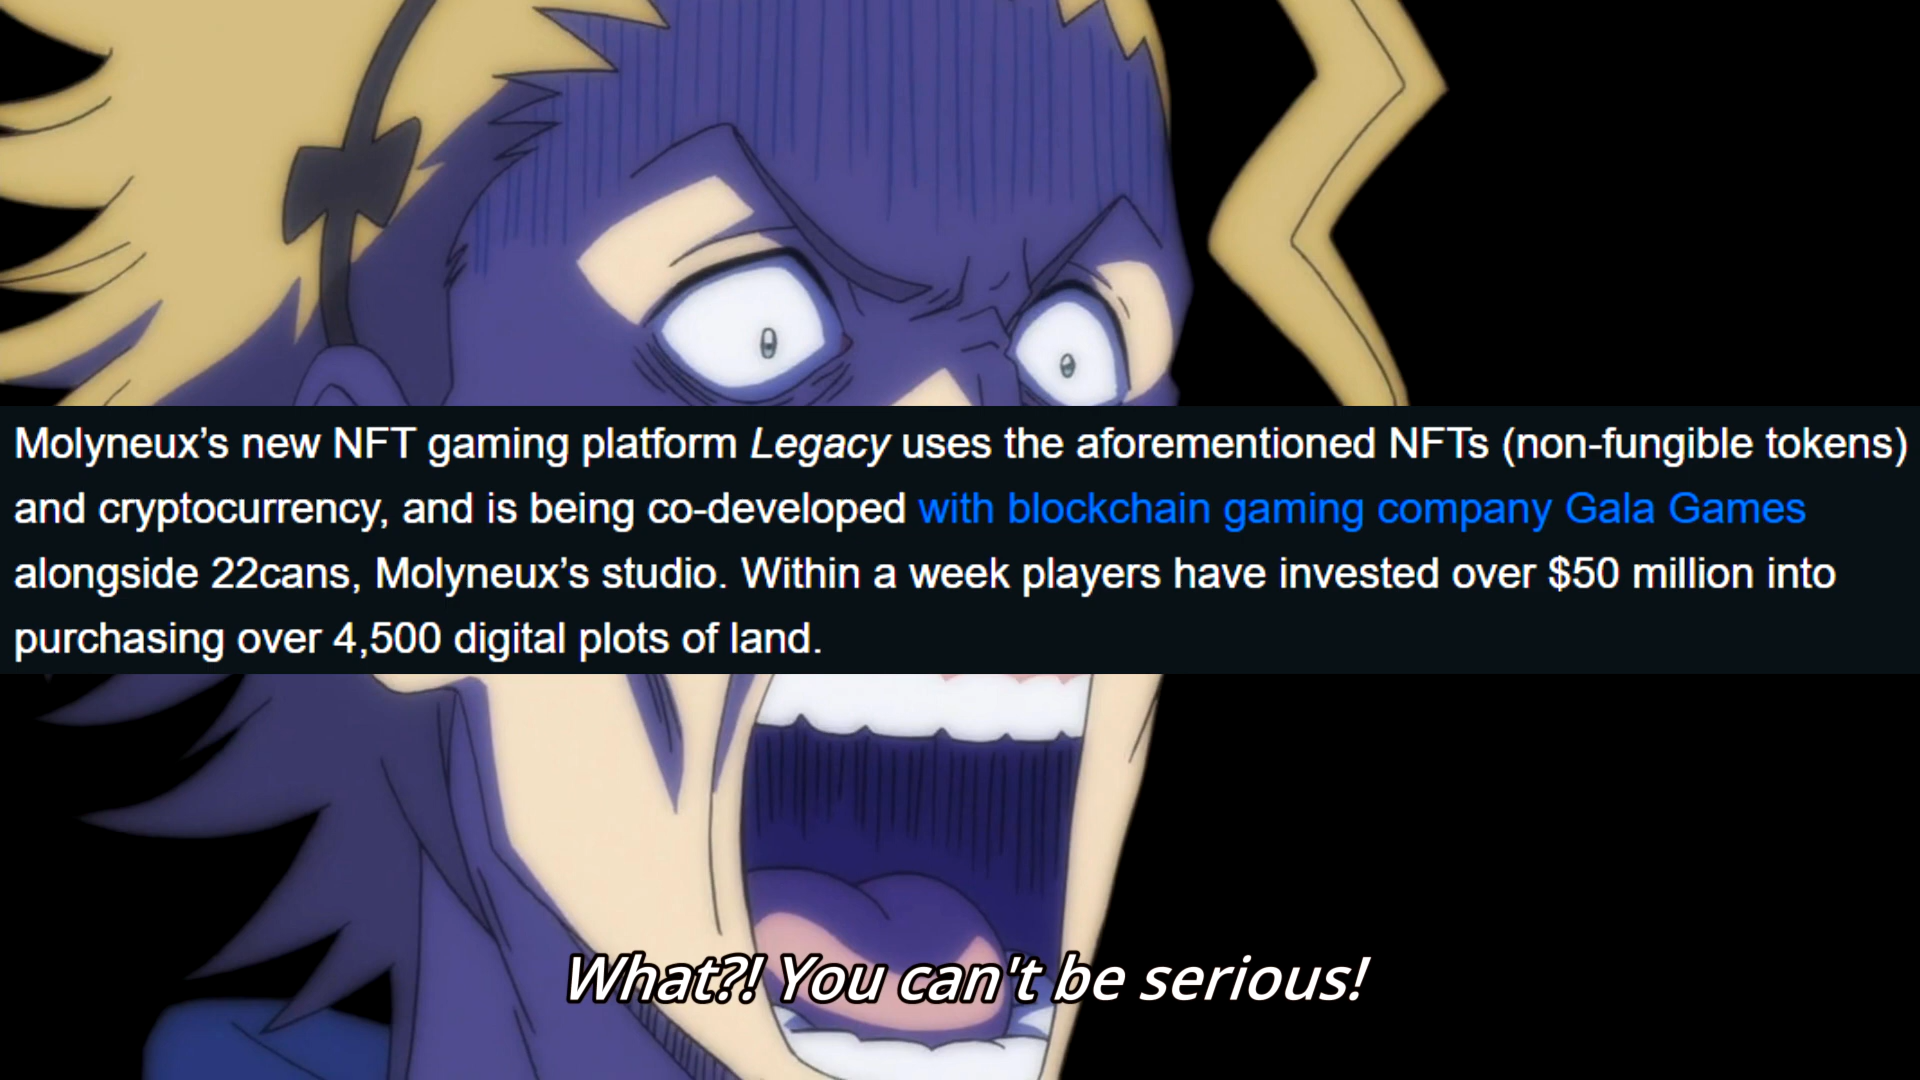 Molyneux’s new NFT gaming platform Legacy uses the aforementioned NFTs (non-fungible tokens)
and cryptocurrency, and is being co-developed with blockchain gaming company Gala Games
alongside 22cans, Molyneux’s studio. Within a week players have invested over $50 million into
purchasing over 4,500 digital plots of land.
What?! You can't be serious!